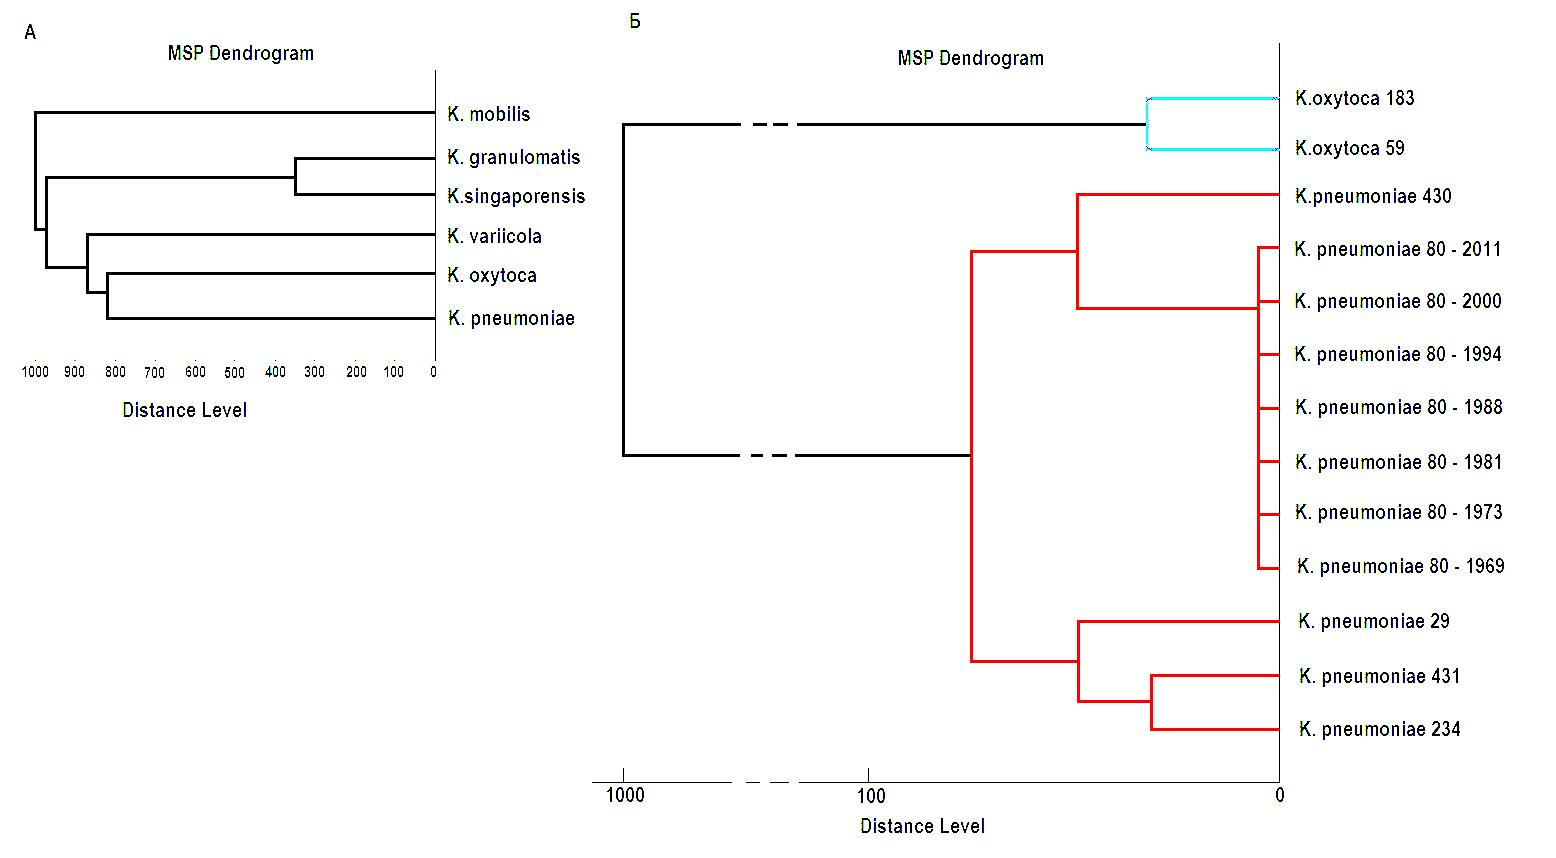 А
MSP Dendrogram
K. mobilis
K. granulomatis
K.singaporensis
K. variicola
K. oxytoca
K. pneumoniae
1000 900 800 700 600 500 400 300 200 100 0
Distance Level
Б
MSP Dendrogram
K.oxytoca 183
K.oxytoca 59
K.pneumoniae 430
K. pneumoniae 80 - 2011
K. pneumoniae 80 - 2000
K. pneumoniae 80 - 1994
K. pneumoniae 80 - 1988
K. pneumoniae 80 - 1981
K. pneumoniae 80 - 1973
K. pneumoniae 80 - 1969
K. pneumoniae 29
K. pneumoniae 431
K. pneumoniae 234
1000 100 0
Distance Level